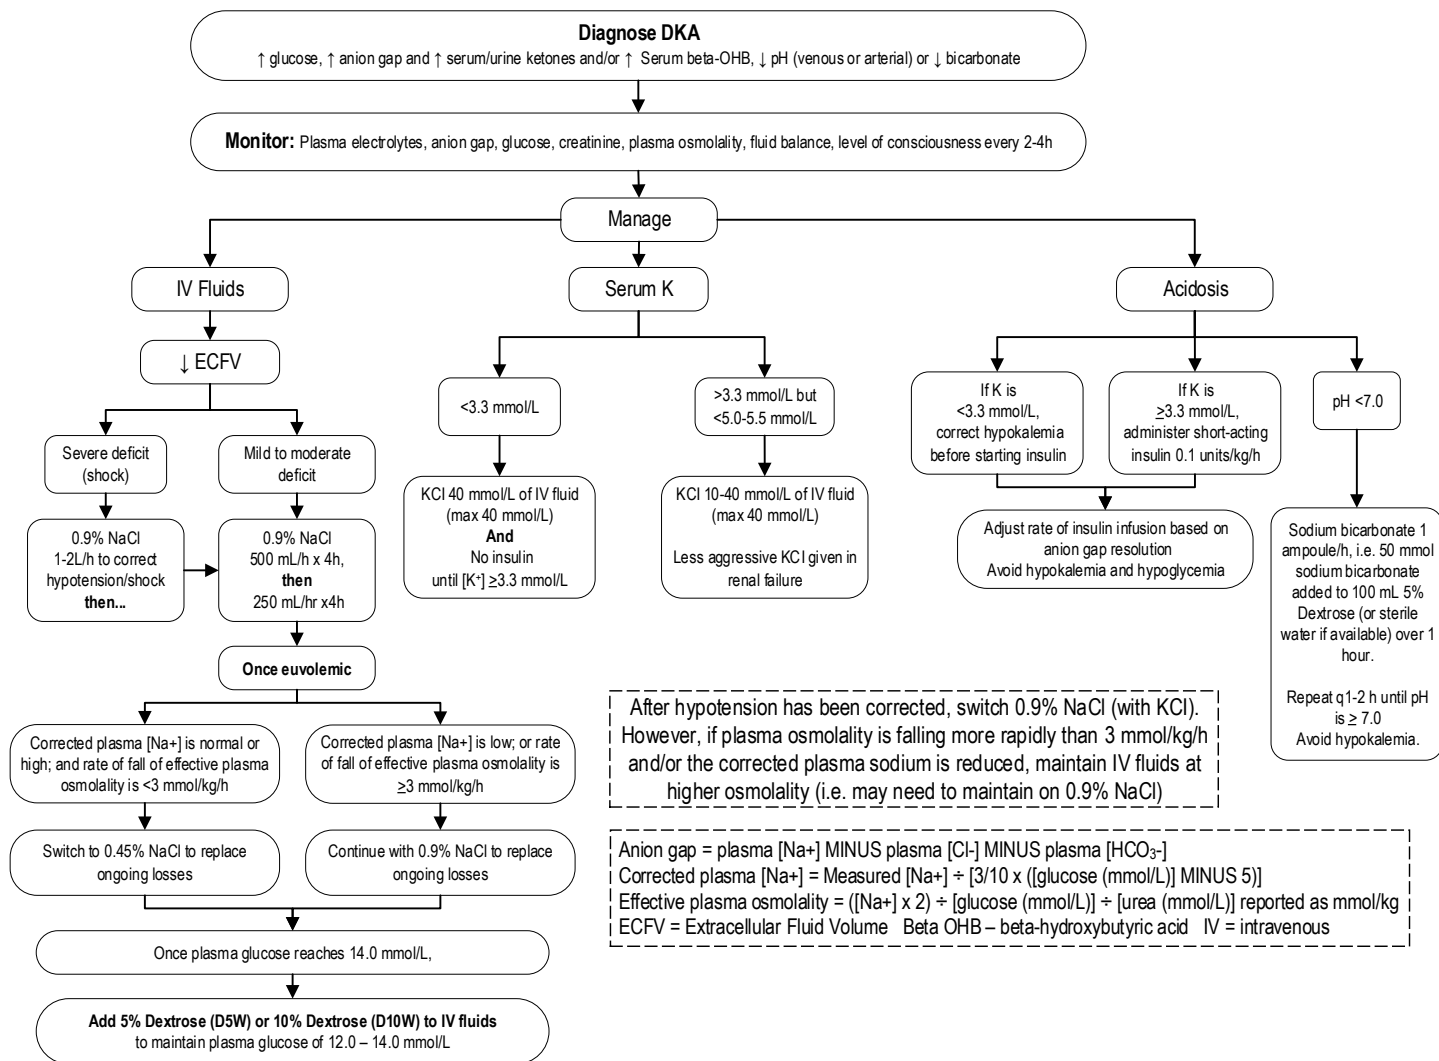 Diagnose DKA
↑ glucose, ↑ anion gap and ↑ serum/urine ketones and/or ↑ Serum beta-OHB, ↓ pH (venous or arterial) or ↓ bicarbonate
Monitor: Plasma electrolytes, anion gap, glucose, creatinine, plasma osmolality, fluid balance, level of consciousness every 2-4h
Manage
IV Fluids
Serum K
Acidosis
↓ ECFV
Severe deficit
(shock)
Mild to moderate
deficit
0.9% NaCl
1-2L/h to correct
hypotension/shock
then...
0.9% NaCl
500 mL/h x 4h,
then
250 mL/hr x4h
Once euvolemic
Corrected plasma [Na+] is normal or
high; and rate of fall of effective plasma
osmolality is <3 mmol/kg/h
Corrected plasma [Na+] is low; or rate
of fall of effective plasma osmolality is
≥3 mmol/kg/h
Switch to 0.45% NaCl to replace
ongoing losses
Continue with 0.9% NaCl to replace
ongoing losses
Once plasma glucose reaches 14.0 mmol/L,
Add 5% Dextrose (D5W) or 10% Dextrose (D10W) to IV fluids
to maintain plasma glucose of 12.0 – 14.0 mmol/L
<3.3 mmol/L
>3.3 mmol/L but
<5.0-5.5 mmol/L
KCl 40 mmol/L of IV fluid
(max 40 mmol/L)
And
No insulin
until [K+] ≥3.3 mmol/L
KCl 10-40 mmol/L of IV fluid
(max 40 mmol/L)
Less aggressive KCl given in
renal failure
If K is
<3.3 mmol/L,
correct hypokalemia
before starting insulin
If K is
≥3.3 mmol/L,
administer short-acting
insulin 0.1 units/kg/h
pH <7.0
Adjust rate of insulin infusion based on
anion gap resolution
Avoid hypokalemia and hypoglycemia
Sodium bicarbonate 1
ampoule/h, i.e. 50 mmol
sodium bicarbonate
added to 100 mL 5%
Dextrose (or sterile
water if available) over 1
hour.
Repeat q1-2 h until pH
is ≥ 7.0
Avoid hypokalemia.
After hypotension has been corrected, switch 0.9% NaCl (with KCl).
However, if plasma osmolality is falling more rapidly than 3 mmol/kg/h
and/or the corrected plasma sodium is reduced, maintain IV fluids at
higher osmolality (i.e. may need to maintain on 0.9% NaCl)
Anion gap = plasma [Na+] MINUS plasma [Cl-] MINUS plasma [HCO₃-]
Corrected plasma [Na+] = Measured [Na+] ÷ [3/10 x ([glucose (mmol/L)] MINUS 5)]
Effective plasma osmolality = ([Na+] x 2) ÷ [glucose (mmol/L)] ÷ [urea (mmol/L)] reported as mmol/kg
ECFV = Extracellular Fluid Volume Beta OHB – beta-hydroxybutyric acid IV = intravenous